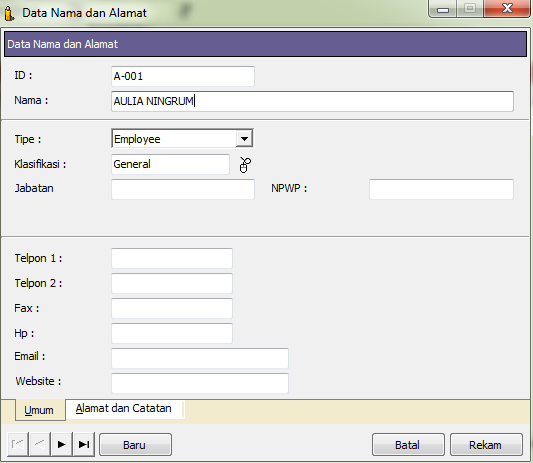 Data Nama dan Alamat
Data Nama dan Alamat
ID : A-001
Nama : AULIA NINGRUM
Tipe : Employee
Klasifikasi : General
Jabatan NPWP :
Telpon 1 :
Telpon 2 :
Fax :
Hp :
Email :
Website :
Umum Alamat dan Catatan
Baru Batal Rekam